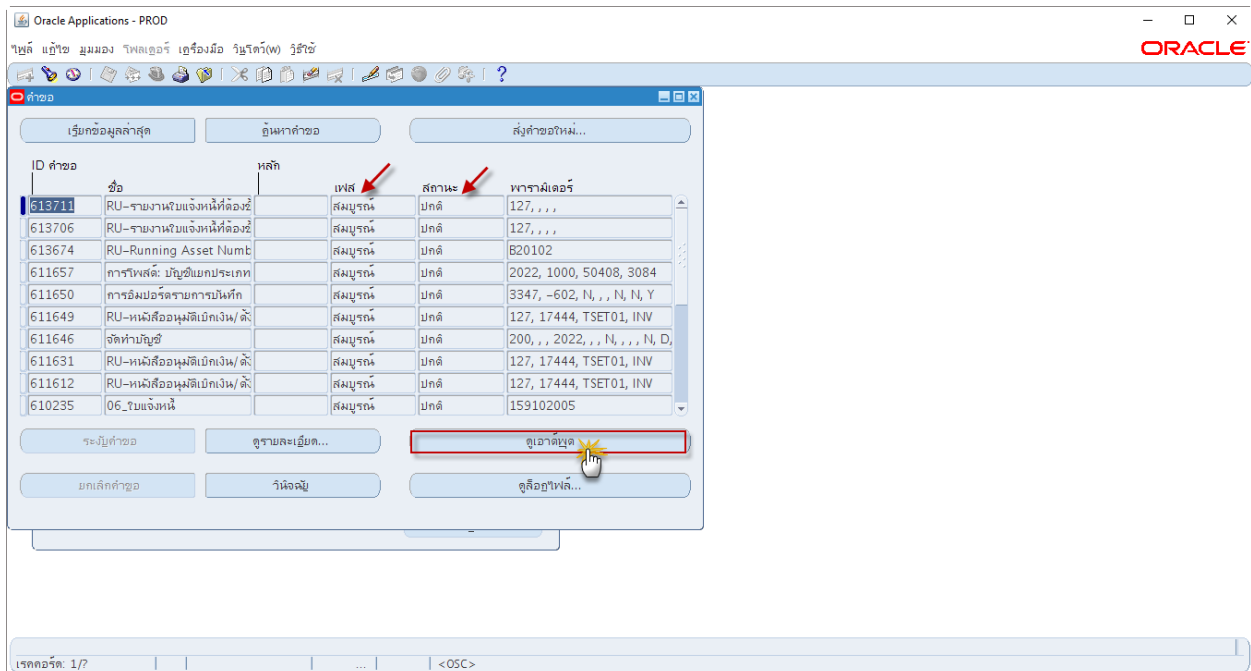 Oracle Applications - PROD
ไฟล์ แก้ไข มุมมอง โฟลเดอร์ เครื่องมือ วินโดว์(w) วิธีใช้
ORACLE
คำขอ
เรียกข้อมูลล่าสุด ค้นหาคำขอ ส่งคำขอใหม่...
ID คำขอ หลัก
ชื่อ เฟส สถานะ พารามิเตอร์
613711 RU-รายงานใบแจ้งหนี้ที่ต้องขึ้ สมบูรณ์ ปกติ 127, , , ,
613706 RU-รายงานใบแจ้งหนี้ที่ต้องขึ้ สมบูรณ์ ปกติ 127, , , ,
613674 RU-Running Asset Numb สมบูรณ์ ปกติ B20102
611657 การโพสต์: บัญชีแยกประเภท สมบูรณ์ ปกติ 2022, 1000, 50408, 3084
611650 การอิมปอร์ตรายการบันทึก สมบูรณ์ ปกติ 3347, -602, N, , , N, N, Y
611649 RU-หนังสืออนุมัติเบิกเงิน/ตั้ง สมบูรณ์ ปกติ 127, 17444, TSET01, INV
611646 จัดทำบัญชี สมบูรณ์ ปกติ 200, , , 2022, , , N, , , , N, D,
611631 RU-หนังสืออนุมัติเบิกเงิน/ตั้ง สมบูรณ์ ปกติ 127, 17444, TSET01, INV
611612 RU-หนังสืออนุมัติเบิกเงิน/ตั้ง สมบูรณ์ ปกติ 127, 17444, TSET01, INV
610235 06_ใบแจ้งหนี้ สมบูรณ์ ปกติ 159102005
ระงับคำขอ ดูรายละเอียด... ดูเอาต์พุต
ยกเลิกคำขอ วินิจฉัย ดูล็อกไฟล์...
เรคคอร์ด: 1/? ... <OSC>